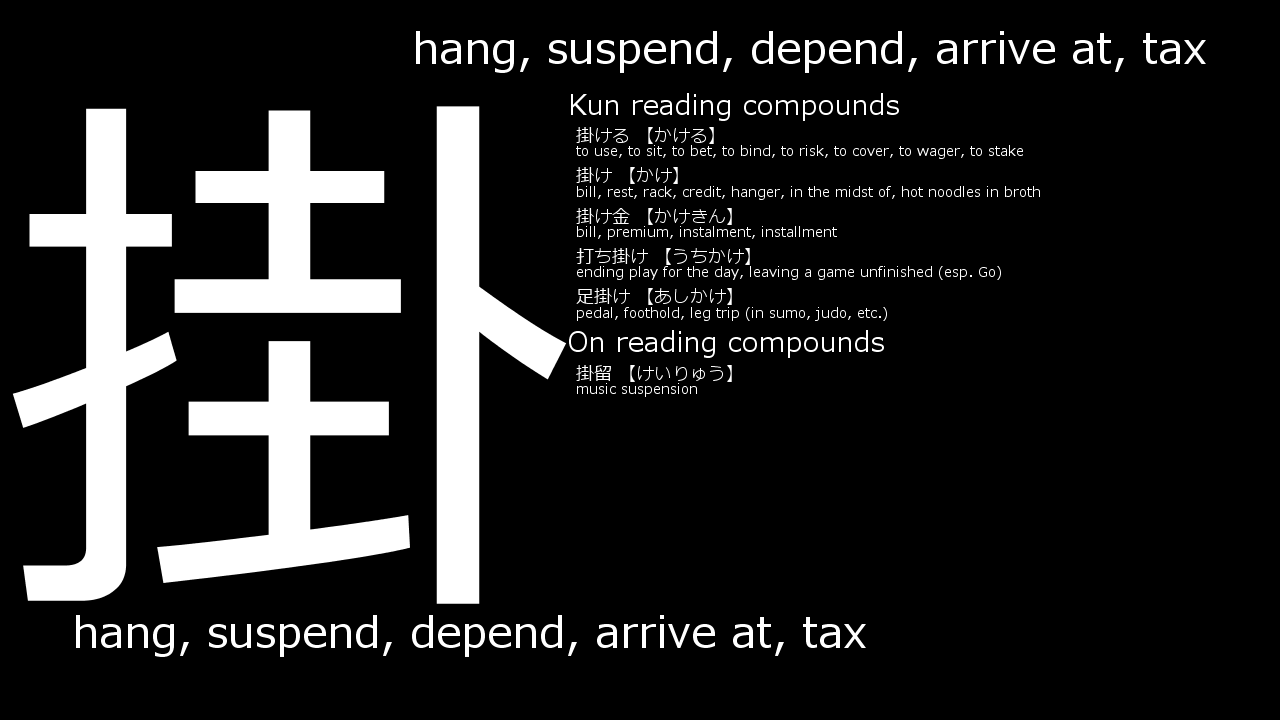 hang, suspend, depend, arrive at, tax
掛
Kun reading compounds
掛ける 【かける】
to use, to sit, to bet, to bind, to risk, to cover, to wager, to stake
掛け 【かけ】
bill, rest, rack, credit, hanger, in the midst of, hot noodles in broth
掛け金 【かけきん】
bill, premium, instalment, installment
打ち掛け 【うちかけ】
ending play for the day, leaving a game unfinished (esp. Go)
足掛け 【あしかけ】
pedal, foothold, leg trip (in sumo, judo, etc.)
On reading compounds
掛留 【けいりゅう】
music suspension
hang, suspend, depend, arrive at, tax